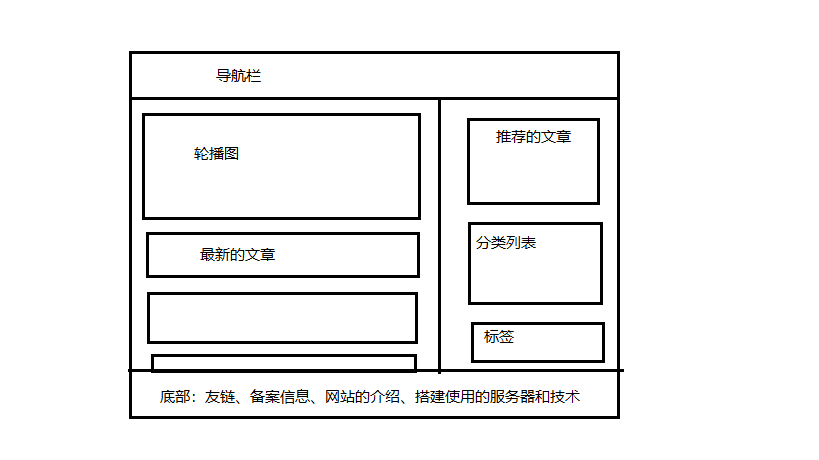 导航栏
轮播图
最新的文章
推荐的文章
分类列表
标签
底部：友链、备案信息、网站的介绍、搭建使用的服务器和技术